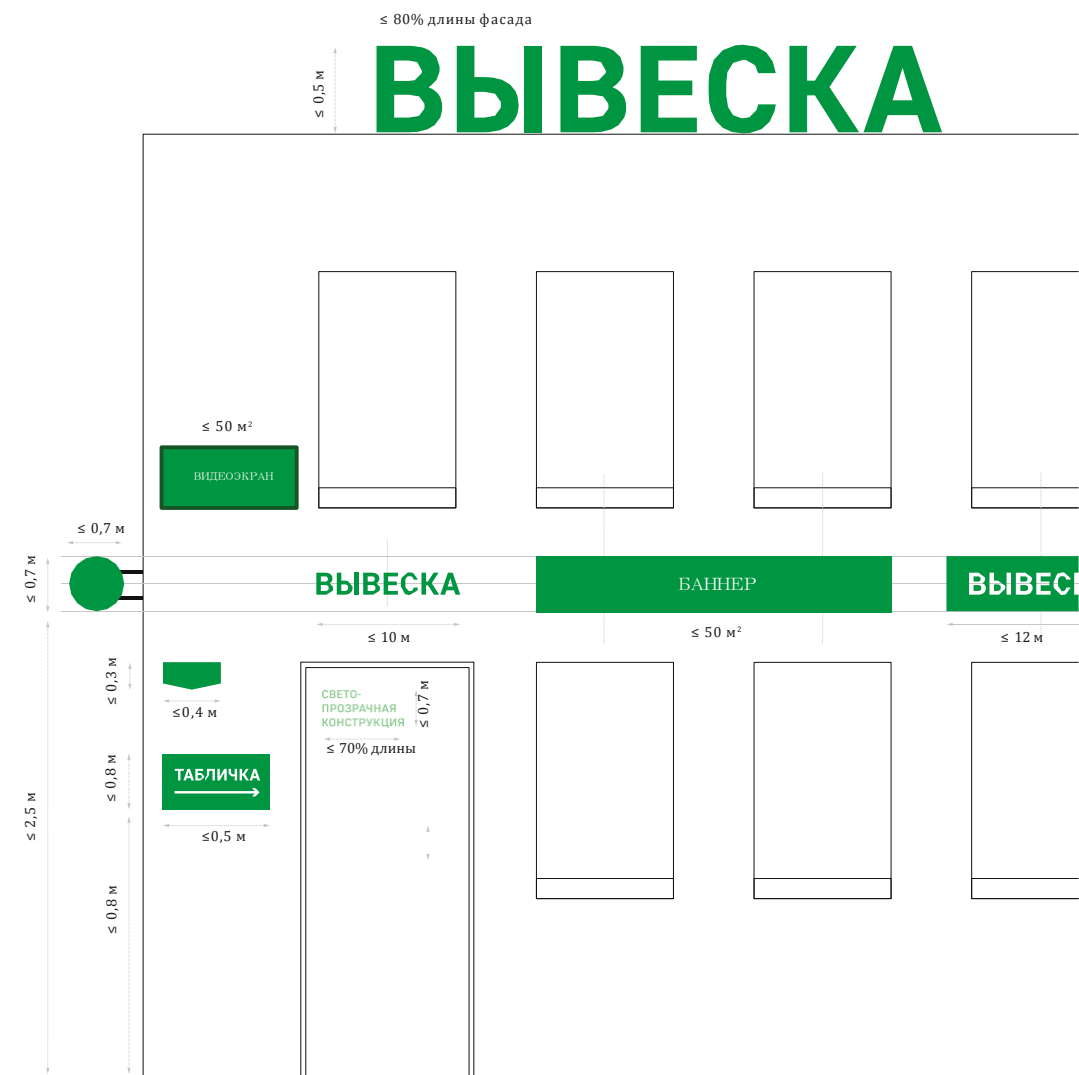 ≤ 80% длины фасада
ВЫВЕСКА
≤ 0,5 м
≤ 50 м²
ВИДЕОЭКРАН
≤ 0,7 м
≤ 0,7 м
ВЫВЕСКА
БАННЕР
ВЫВЕС
≤ 10 м
≤ 50 м²
≤ 12 м
≤ 0,3 м
≤0,4 м
СВЕТО-
ПРОЗРАЧНАЯ
КОНСТРУКЦИЯ
≤ 0,7 м
≤ 70% длины
≤ 0,8 м
ТАБЛИЧКА
≤0,5 м
≤ 2,5 м
≤ 0,8 м